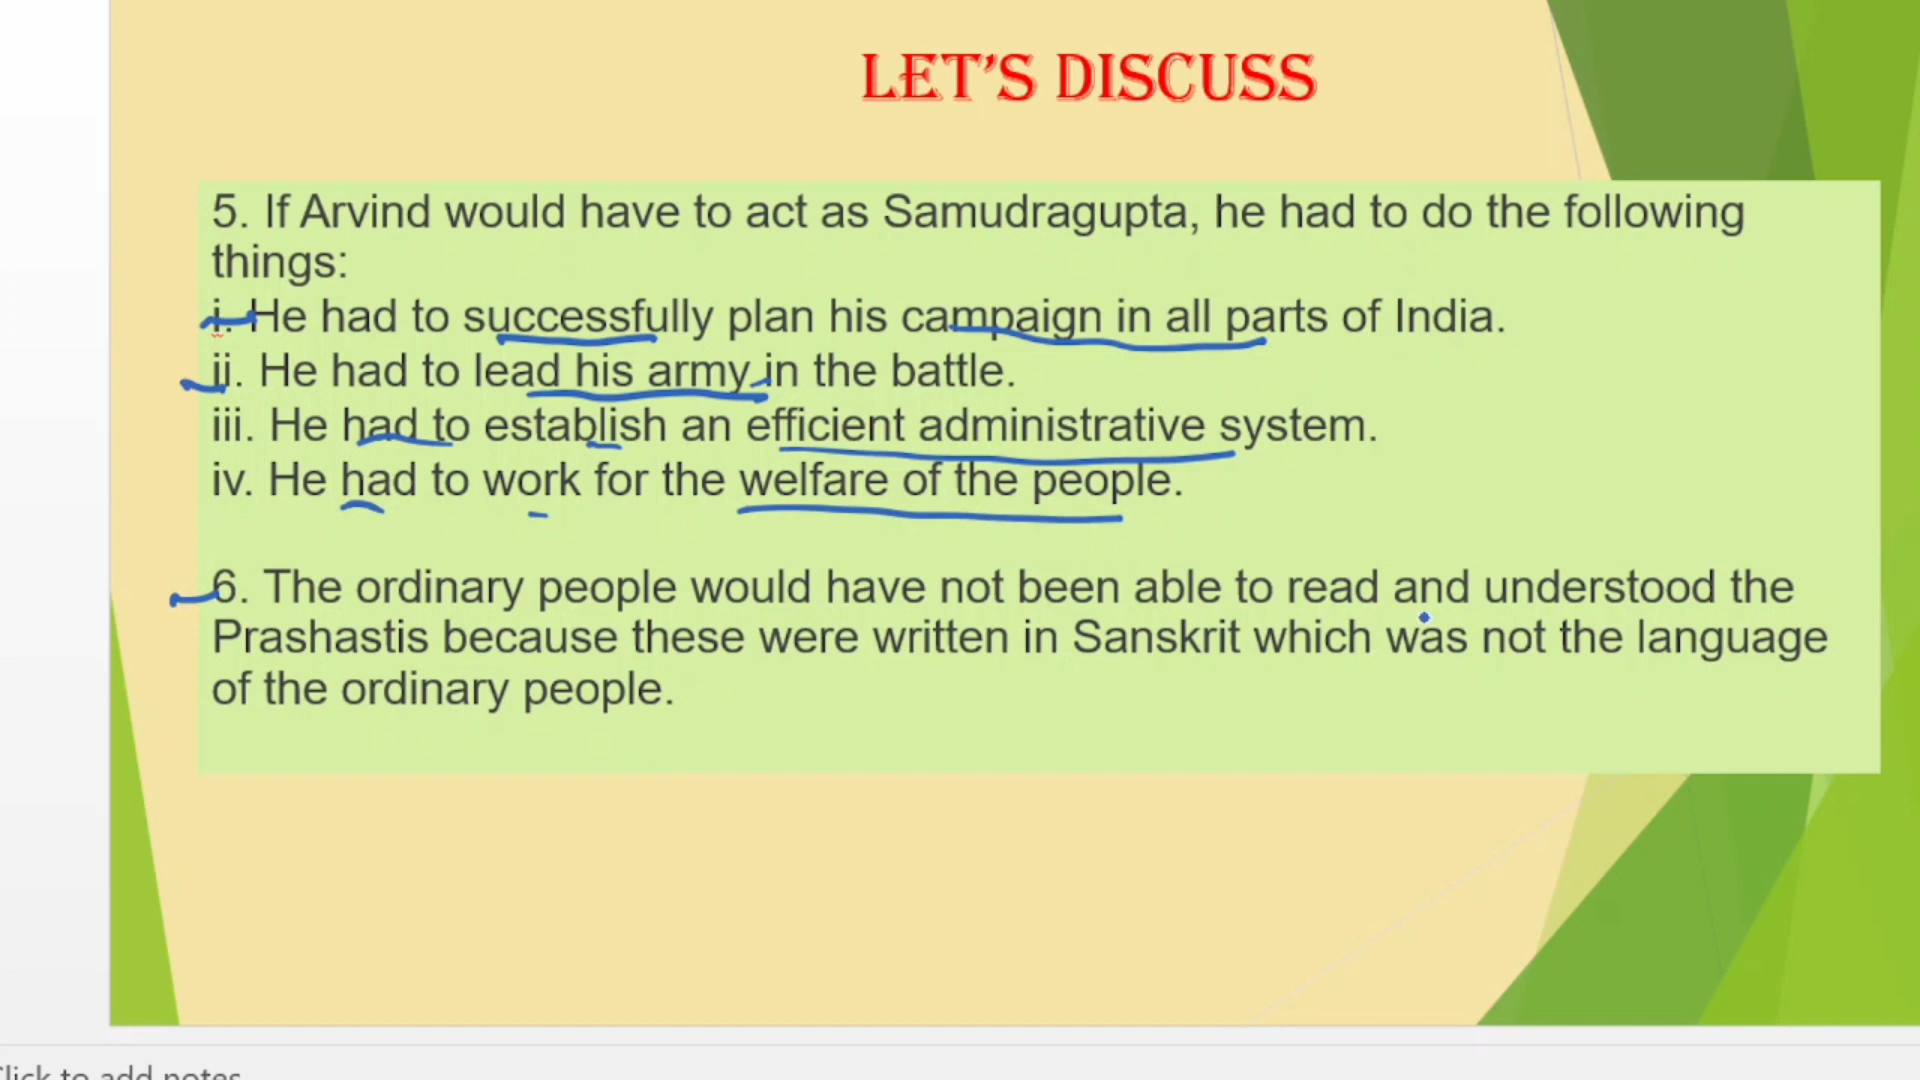 LET'S DISCUSS
5. If Arvind would have to act as Samudragupta, he had to do the following
things:
i. He had to successfully plan his campaign in all parts of India.
ii. He had to lead his army in the battle.
iii. He had to establish an efficient administrative system.
iv. He had to work for the welfare of the people.
6. The ordinary people would have not been able to read and understood the
Prashastis because these were written in Sanskrit which was not the language
of the ordinary people.
Click to add notes